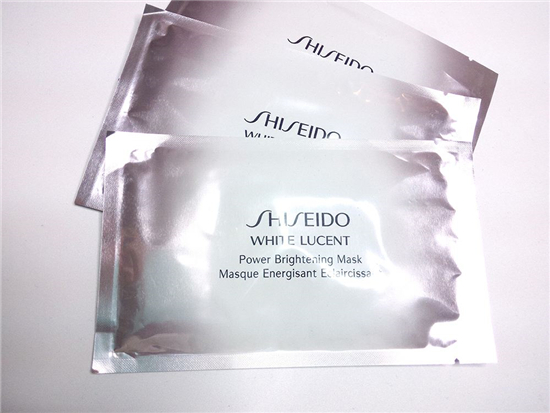 SHISEIDO
SHISEIDO
SHISEIDO
WHITE LUCENT
Power Brightening Mask
Masque Energisant